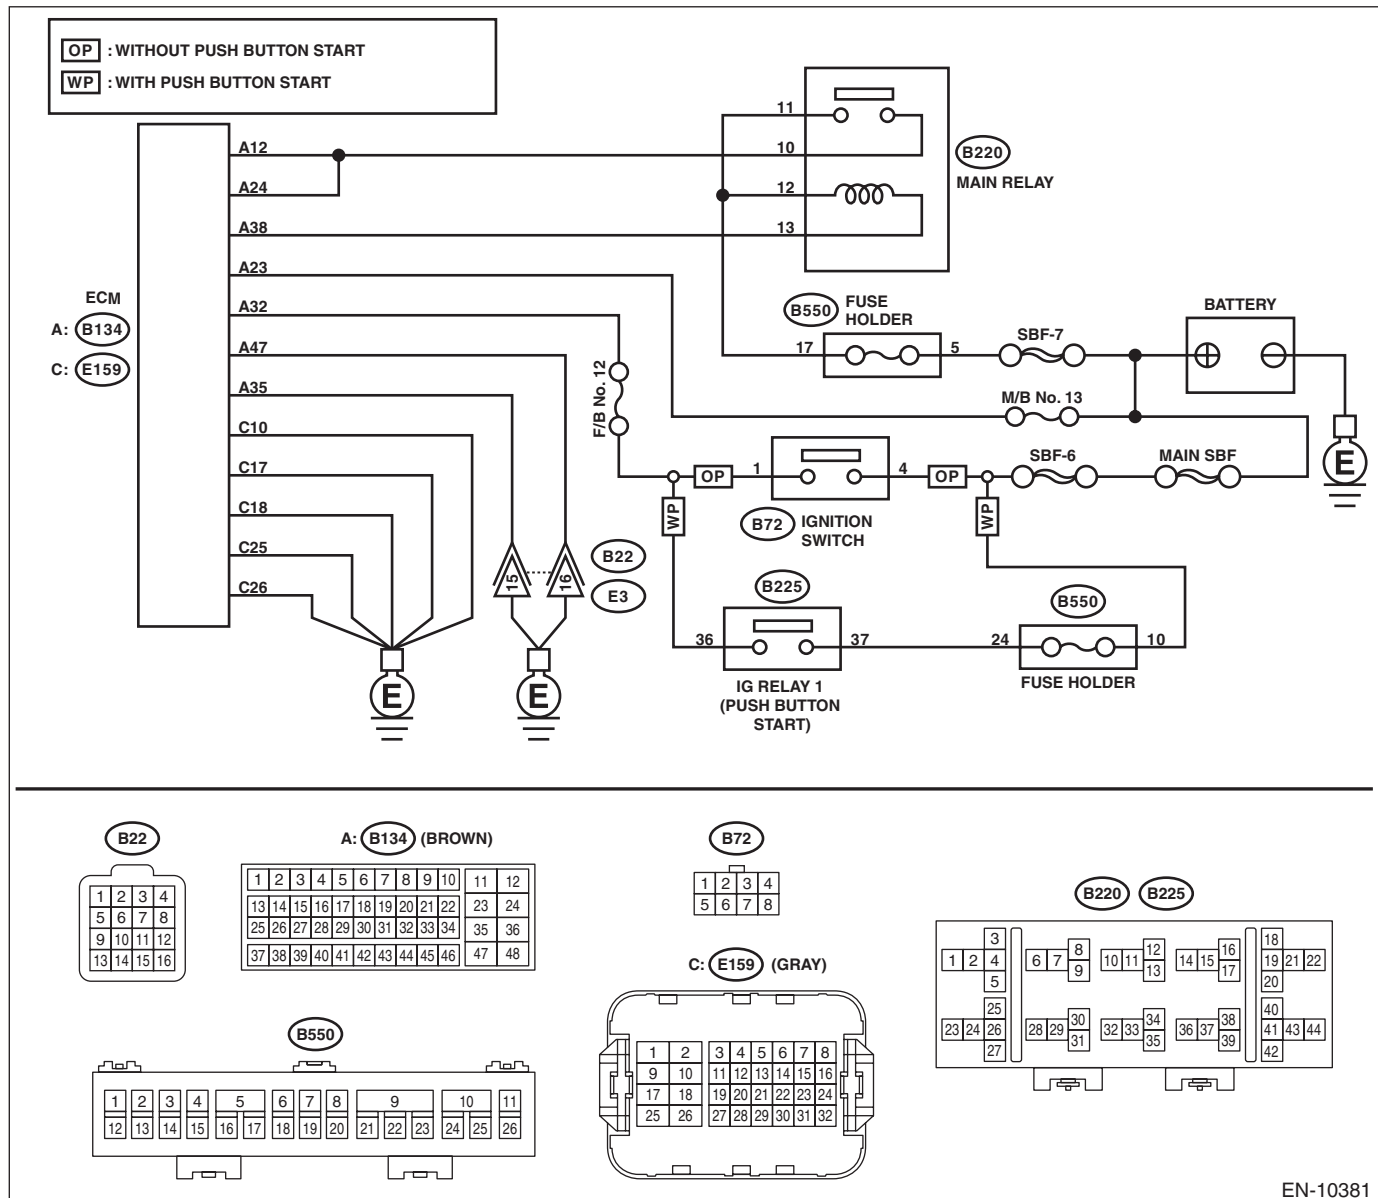 OP : WITHOUT PUSH BUTTON START
WP : WITH PUSH BUTTON START
ECM
A: B134
C: E159
A12
A24
A38
A23
A32
A47
A35
C10
C17
C18
C25
C26
11
10
12
13
B220
MAIN RELAY
B550 FUSE HOLDER
17
5
SBF-7
BATTERY
M/B No. 13
F/B No. 12
OP
1
4
OP
SBF-6
MAIN SBF
E
WP
B72 IGNITION SWITCH
WP
15
16
B22
E3
B225
36
37
IG RELAY 1
(PUSH BUTTON
START)
B550
24
10
FUSE HOLDER
E
E
B22
1 2 3 4
5 6 7 8
9 10 11 12
13 14 15 16
A: B134 (BROWN)
1 2 3 4 5 6 7 8 9 10 11 12
13 14 15 16 17 18 19 20 21 22 23 24
25 26 27 28 29 30 31 32 33 34 35 36
37 38 39 40 41 42 43 44 45 46 47 48
B72
1 2 3 4
5 6 7 8
B220 B225
3
1 2 4 6 7 8 10 11 12 14 15 16 18
5 9 13 17 19 21 22
20
25
23 24 26 28 29 30 32 33 34 36 37 38 40
27 31 35 39 41 43 44
42
C: E159 (GRAY)
1 2 3 4 5 6 7 8
9 10 11 12 13 14 15 16
17 18 19 20 21 22 23 24
25 26 27 28 29 30 31 32
B550
1 2 3 4 5 6 7 8 9 10 11
12 13 14 15 16 17 18 19 20 21 22 23 24 25 26
EN-10381